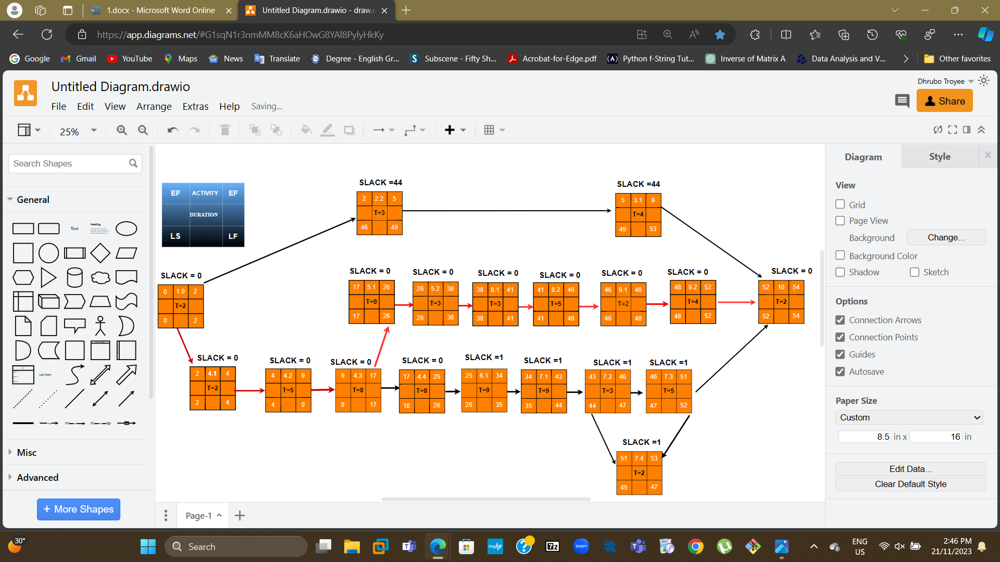 1.docx - Microsoft Word Online
Untitled Diagram.drawio - draw.i
https://app.diagrams.net/#G1sqN1r3nmMM8cK6aHOwG8YAl8PylyHkKy
Google
Gmail
YouTube
Maps
News
Translate
Degree - English Gr...
Subscene - Fifty Sh...
Acrobat-for-Edge.pdf
Python f-String Tut...
Inverse of Matrix A
Data Analysis and V...
Other favorites
Untitled Diagram.drawio
Dhrubo Troyee
File Edit View Arrange Extras Help Saving...
Share
25%
Search Shapes
General
Text
Heading
List Item
Misc
Advanced
+ More Shapes
EF ACTIVITY EF
DURATION
LS LF
SLACK =44
2 2.2 5
T=3
46 49
SLACK =44
5 3.1 9
T=4
49 53
SLACK = 0
0 1.0 2
T=2
0 2
SLACK = 0
17 5.1 26
T=9
17 26
SLACK = 0
26 5.2 38
T=3
26 38
SLACK = 0
38 8.1 41
T=3
38 41
SLACK = 0
41 8.2 46
T=5
41 46
SLACK = 0
46 9.1 48
T=2
46 48
SLACK = 0
48 9.2 52
T=4
48 52
SLACK = 0
52 10 54
T=2
52 54
SLACK = 0
2 4.1 4
T=2
2 4
SLACK = 0
4 4.2 9
T=5
4 9
SLACK = 0
9 4.3 17
T=8
9 17
SLACK = 0
17 4.4 25
T=8
18 26
SLACK =1
25 6.1 34
T=9
26 35
SLACK =1
34 7.1 43
T=9
35 44
SLACK =1
43 7.2 46
T=3
44 47
SLACK =1
46 7.3 51
T=5
47 52
SLACK =1
51 7.4 53
T=2
45 47
Page-1
Diagram
Style
View
Grid
Page View
Background
Change...
Background Color
Shadow
Sketch
Options
Connection Arrows
Connection Points
Guides
Autosave
Paper Size
Custom
8.5 in x 16 in
Edit Data...
Clear Default Style
30°
Search
myhp
7z
zoom
ENG
US
2:46 PM
21/11/2023